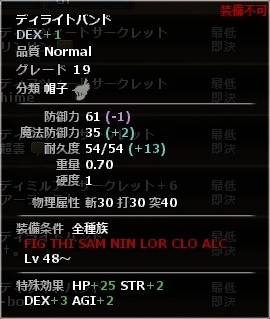 装備不可
ディライトバンド
DEX+1
品質 Normal
グレード 19
分類 帽子
防御力 61 (-1)
魔法防御力 35 (+2)
耐久度 54/54 (+13)
重量 0.70
硬度 1
物理属性 斬30 打30 突40
装備条件 全種族
FIG THI SAM NIN LOR CLO ALC
Lv 48～
特殊効果 HP+25 STR+2
DEX+3 AGI+2